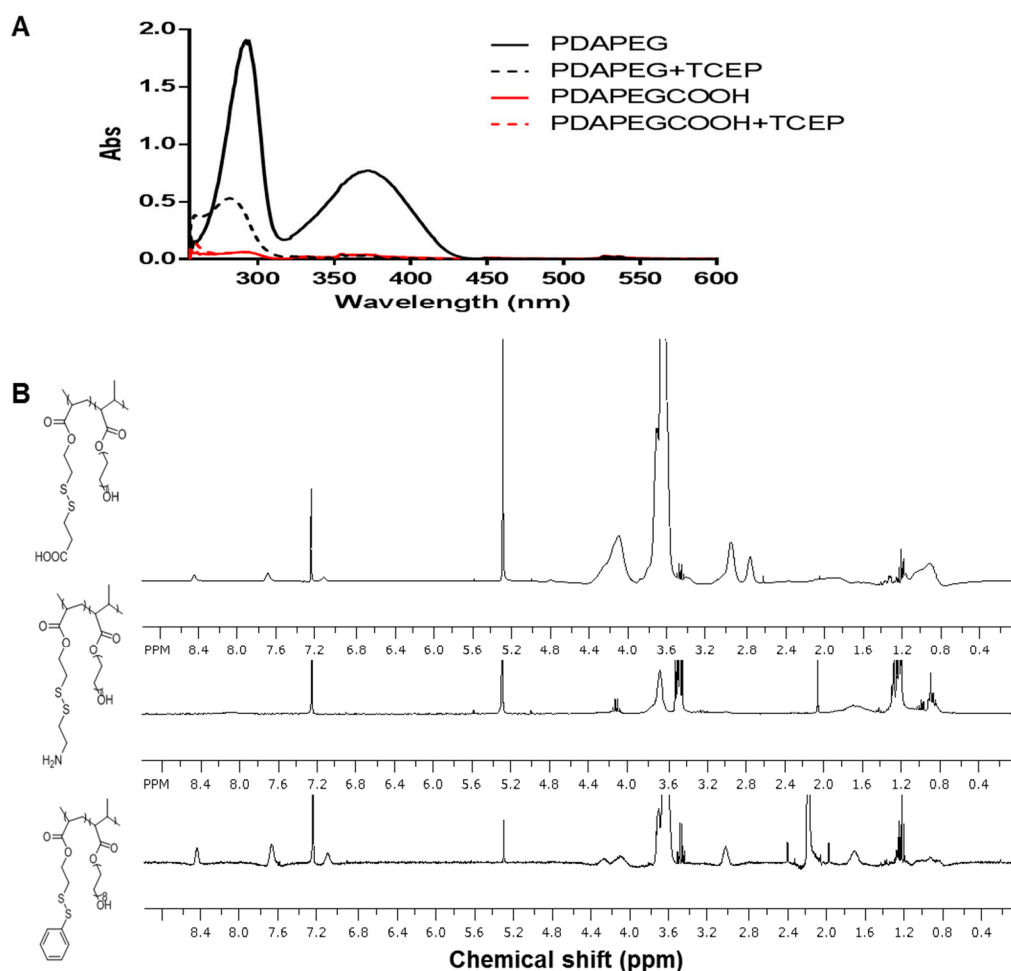 A
2.0
1.5
1.0
0.5
0.0
Abs
PDAPEG
PDAPEG+TCEP
PDAPEGCOOH
PDAPEGCOOH+TCEP
300 350 400 450 500 550 600
Wavelength (nm)
B
O O
O O
OH
S
S
HOOC
PPM 8.4 8.0 7.6 7.2 6.8 6.4 6.0 5.6 5.2 4.8 4.4 4.0 3.6 3.2 2.8 2.4 2.0 1.6 1.2 0.8 0.4
O O
O O
OH
S
S
H₂N
PPM 8.4 8.0 7.6 7.2 6.8 6.4 6.0 5.6 5.2 4.8 4.4 4.0 3.6 3.2 2.8 2.4 2.0 1.6 1.2 0.8 0.4
O O
O O
8
OH
S
S
8.4 8.0 7.6 7.2 6.8 6.4 6.0 5.6 5.2 4.8 4.4 4.0 3.6 3.2 2.8 2.4 2.0 1.6 1.2 0.8 0.4
Chemical shift (ppm)